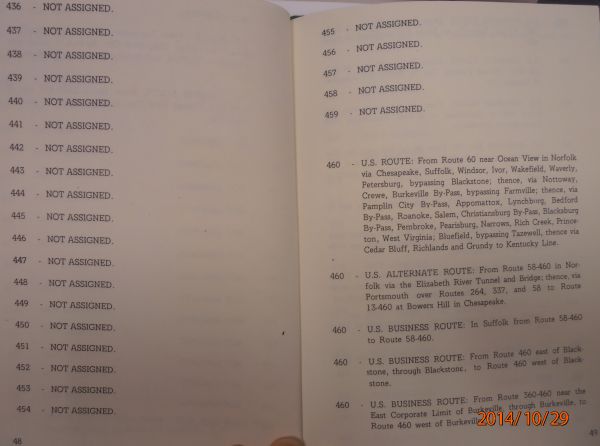 436 - NOT ASSIGNED.
437 - NOT ASSIGNED.
438 - NOT ASSIGNED.
439 - NOT ASSIGNED.
440 - NOT ASSIGNED.
441 - NOT ASSIGNED.
442 - NOT ASSIGNED.
443 - NOT ASSIGNED.
444 - NOT ASSIGNED.
445 - NOT ASSIGNED.
446 - NOT ASSIGNED.
447 - NOT ASSIGNED.
448 - NOT ASSIGNED.
449 - NOT ASSIGNED.
450 - NOT ASSIGNED.
451 - NOT ASSIGNED.
452 - NOT ASSIGNED.
453 - NOT ASSIGNED.
454 - NOT ASSIGNED.
48
455 - NOT ASSIGNED.
456 - NOT ASSIGNED.
457 - NOT ASSIGNED.
458 - NOT ASSIGNED.
459 - NOT ASSIGNED.
460 - U.S. ROUTE: From Route 60 near Ocean View in Norfolk
via Chesapeake, Suffolk, Windsor, Ivor, Wakefield, Waverly,
Petersburg, bypassing Blackstone; thence, via Nottoway,
Crewe, Burkeville By-Pass, bypassing Farmville; thence, via
Pamplin City By-Pass, Appomattox, Lynchburg, Bedford
By-Pass, Roanoke, Salem, Christiansburg By-Pass, Blacksburg
By-Pass, Pembroke, Pearisburg, Narrows, Rich Creek, Prince-
ton, West Virginia; Bluefield, bypassing Tazewell, thence via
Cedar Bluff, Richlands and Grundy to Kentucky Line.
460 - U.S. ALTERNATE ROUTE: From Route 58-460 in Nor-
folk via the Elizabeth River Tunnel and Bridge; thence, via
Portsmouth over Routes 264, 337, and 58 to Route
13-460 at Bowers Hill in Chesapeake.
460 - U.S. BUSINESS ROUTE: In Suffolk from Route 58-460
to Route 58-460.
460 - U.S. BUSINESS ROUTE: From Route 460 east of Black-
stone, through Blackstone, to Route 460 west of Black-
stone.
460 - U.S. BUSINESS ROUTE: From Route 360-460 near the
East Corporate Limit of Burkeville, through Burkeville, to
Route 460 west of Burkeville.
49
2014/10/29